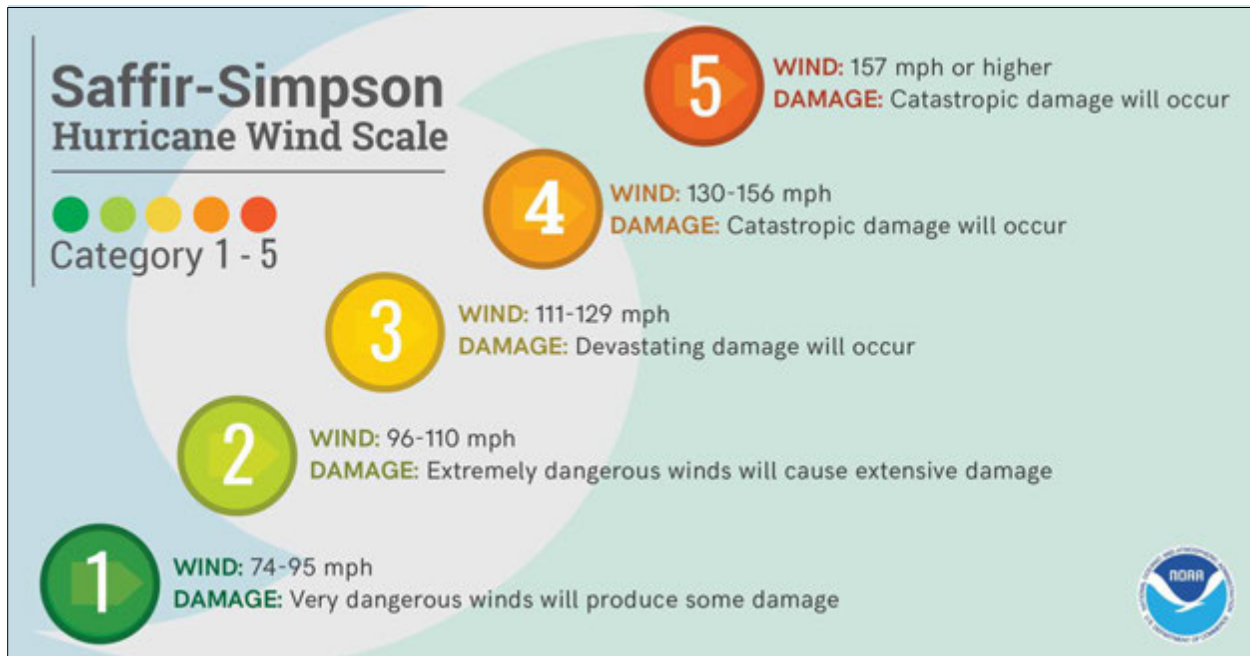 Saffir-Simpson
Hurricane Wind Scale
Category 1 - 5
5
WIND: 157 mph or higher
DAMAGE: Catastropic damage will occur
4
WIND: 130-156 mph
DAMAGE: Catastropic damage will occur
3
WIND: 111-129 mph
DAMAGE: Devastating damage will occur
2
WIND: 96-110 mph
DAMAGE: Extremely dangerous winds will cause extensive damage
1
WIND: 74-95 mph
DAMAGE: Very dangerous winds will produce some damage
NOAA